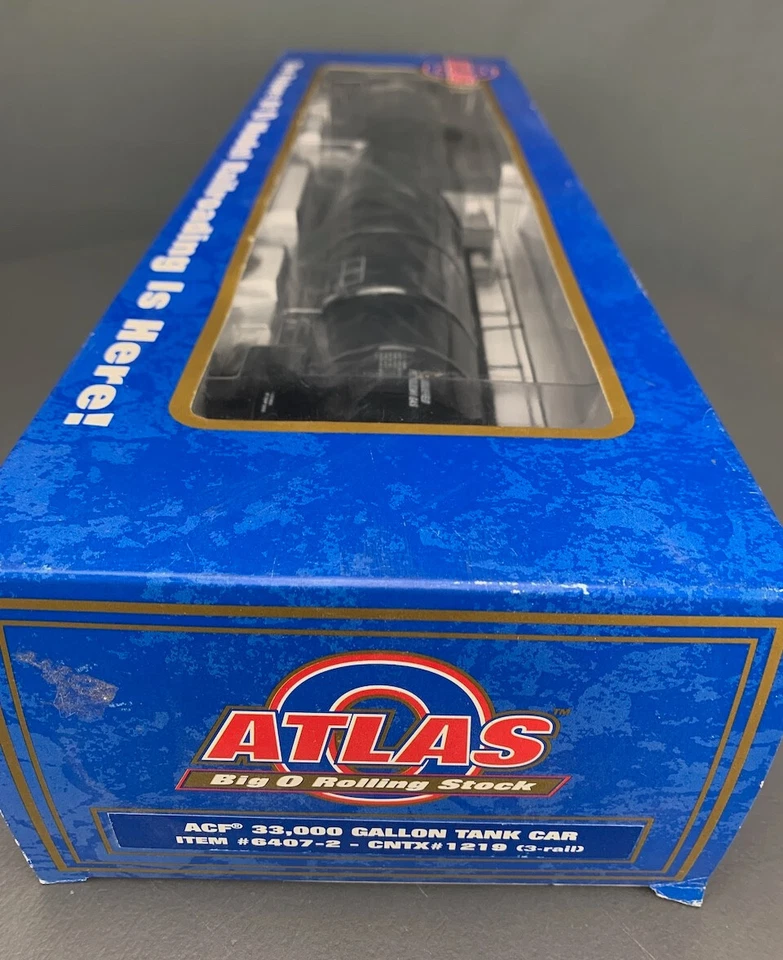 Model Railroading Is Here!
ATLAS™
Big O Rolling Stock
ACF® 33,000 GALLON TANK CAR
ITEM #6407-2 - CNTX#1219 (3-rail)